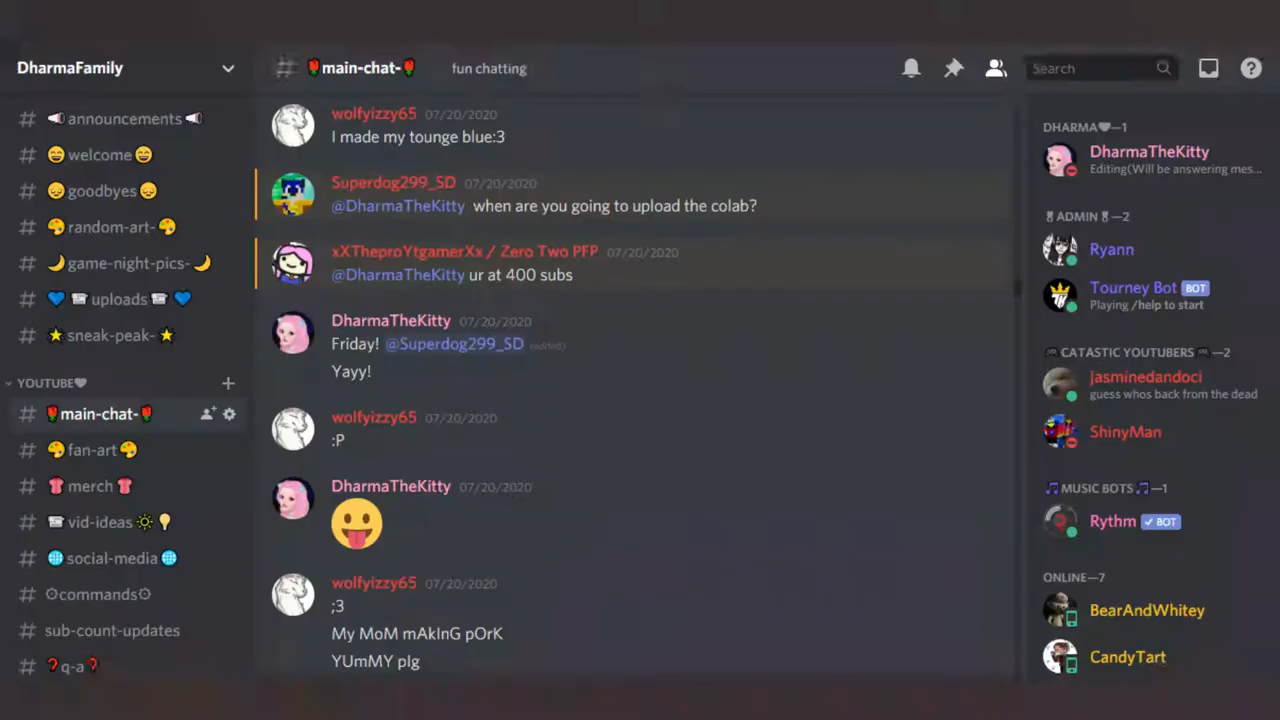 DharmaFamily
# 📢announcements📢
# 😄welcome😄
# 😞goodbyes😞
# 🎨random-art-🎨
# 🌙game-night-pics-🌙
# 💙📨uploads📨💙
# ⭐sneak-peak-⭐
YOUTUBE🖤 +
# 🌹main-chat-🌹
# 🎨fan-art🎨
# 👚merch👚
# 📨vid-ideas🔆💡
# 🌐social-media🌐
# ⚙commands⚙
# sub-count-updates
# ❓q-a❓
# 🌹main-chat-🌹 fun chatting
Search
wolfyizzy65 07/20/2020
I made my tounge blue:3
Superdog299_SD 07/20/2020
@DharmaTheKitty when are you going to upload the colab?
xXTheproYtgamerXx / Zero Two PFP 07/20/2020
@DharmaTheKitty ur at 400 subs
DharmaTheKitty 07/20/2020
Friday! @Superdog299_SD (edited)
Yayy!
wolfyizzy65 07/20/2020
:P
DharmaTheKitty 07/20/2020
😛
wolfyizzy65 07/20/2020
;3
My MoM mAkInG pOrK
YUmMY pIg
DHARMA🖤—1
DharmaTheKitty
Editing(Will be answering mes...
🎖ADMIN🎖—2
Ryann
Tourney Bot BOT
Playing /help to start
🎮CATASTIC YOUTUBERS🎮—2
Jasminedandoci
guess whos back from the dead
ShinyMan
🎵MUSIC BOTS🎵—1
Rythm ✓ BOT
ONLINE—7
BearAndWhitey
CandyTart